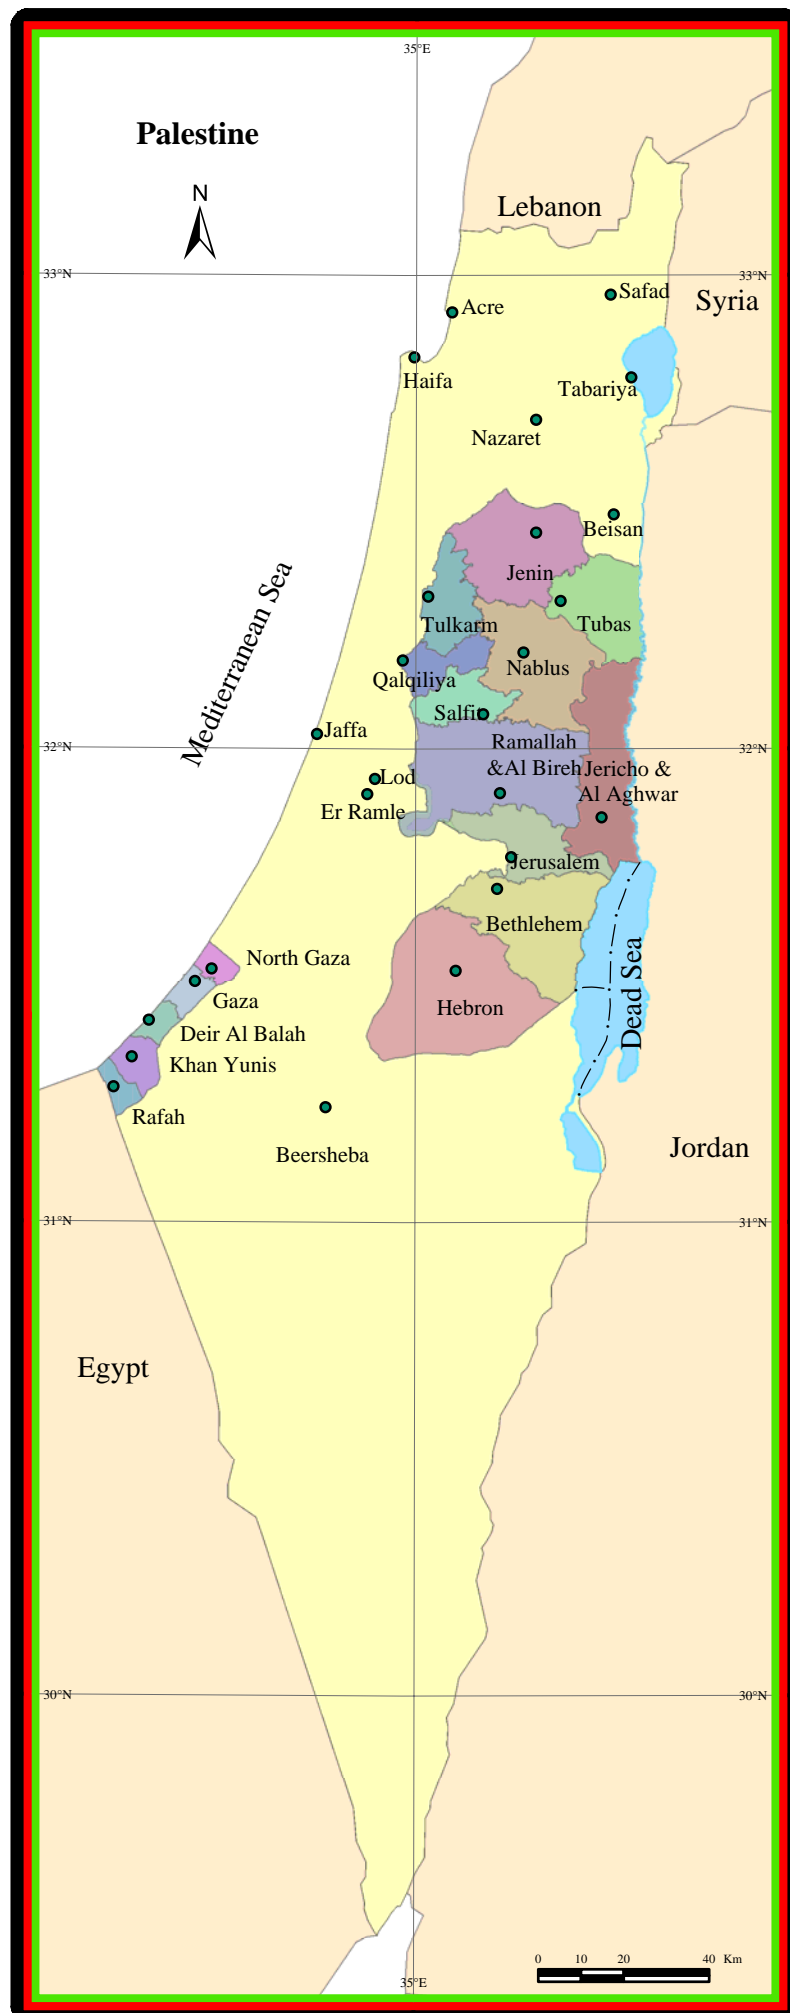 35°E
Palestine
N
Lebanon
33°N
33°N
Safad
Syria
Acre
Haifa
Tabariya
Nazaret
Beisan
Jenin
Mediterranean Sea
Tulkarm
Tubas
Nablus
Qalqiliya
Salfit
Jaffa
32°N
32°N
Ramallah
&Al Bireh
Jericho &
Al Aghwar
Lod
Er Ramle
Jerusalem
Bethlehem
North Gaza
Dead Sea
Gaza
Hebron
Deir Al Balah
Khan Yunis
Rafah
Beersheba
Jordan
31°N
31°N
Egypt
30°N
30°N
0 10 20 40 Km
35°E